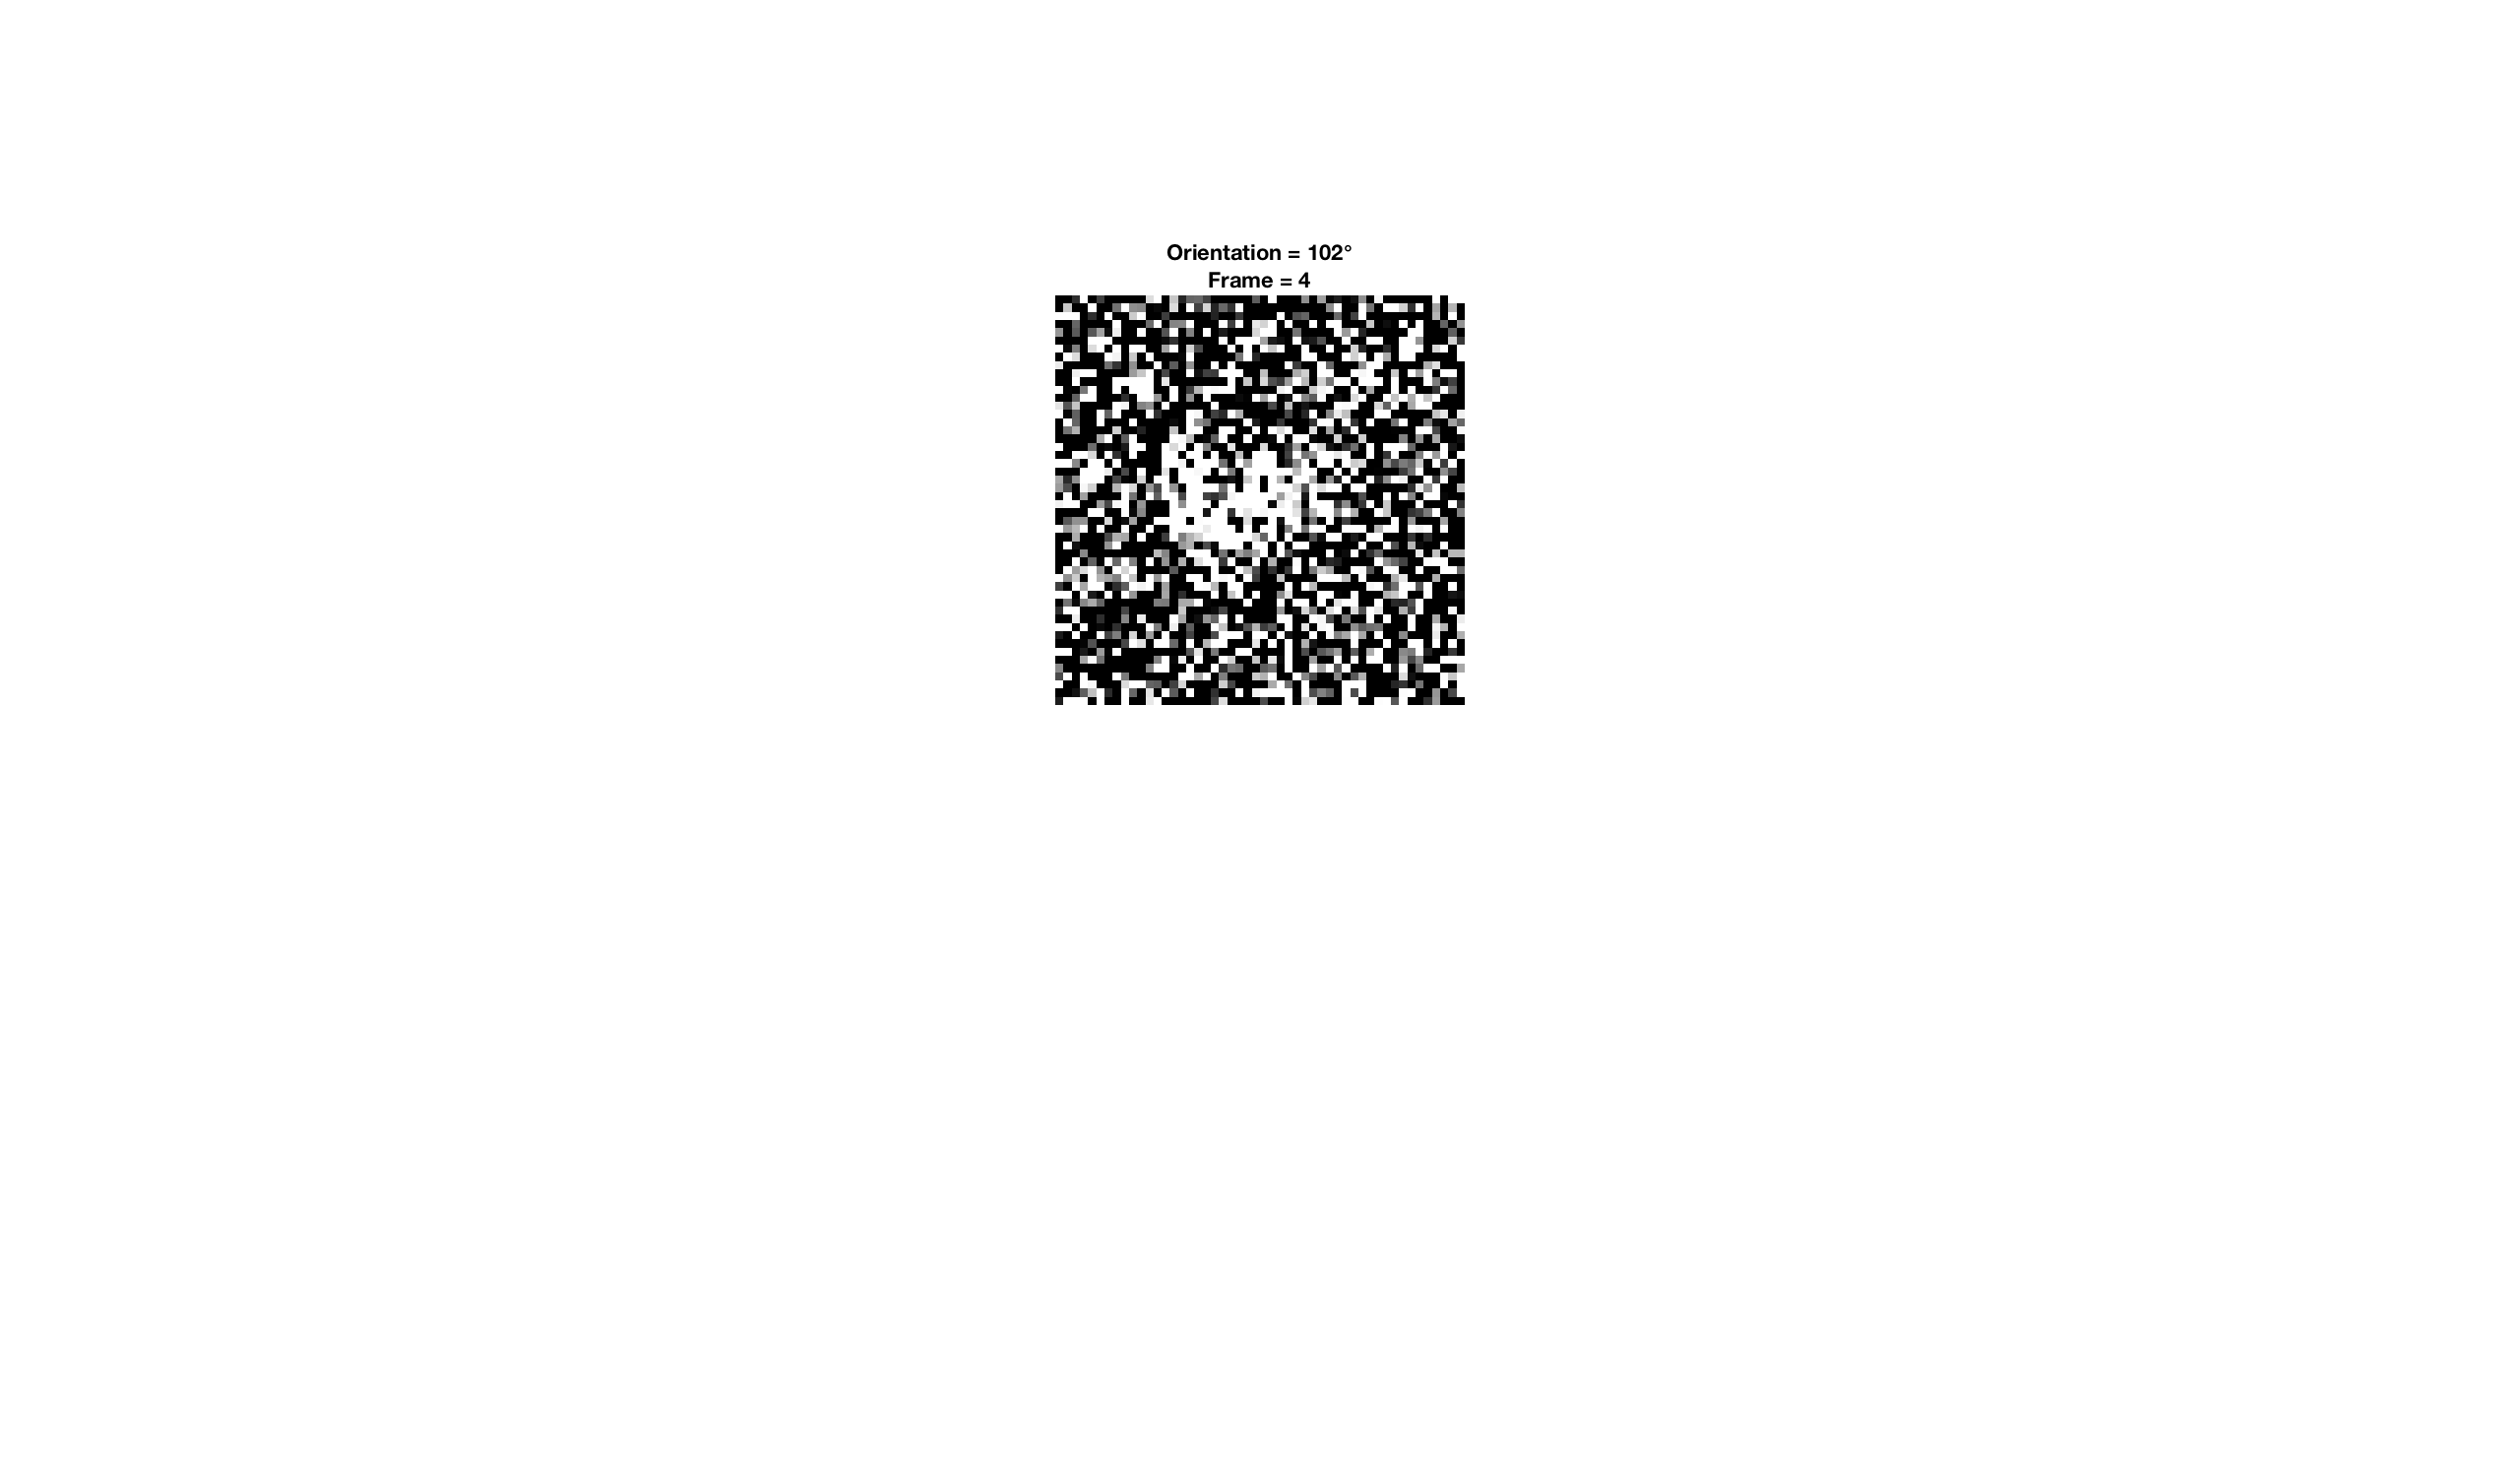 Orientation = 102°
Frame = 4